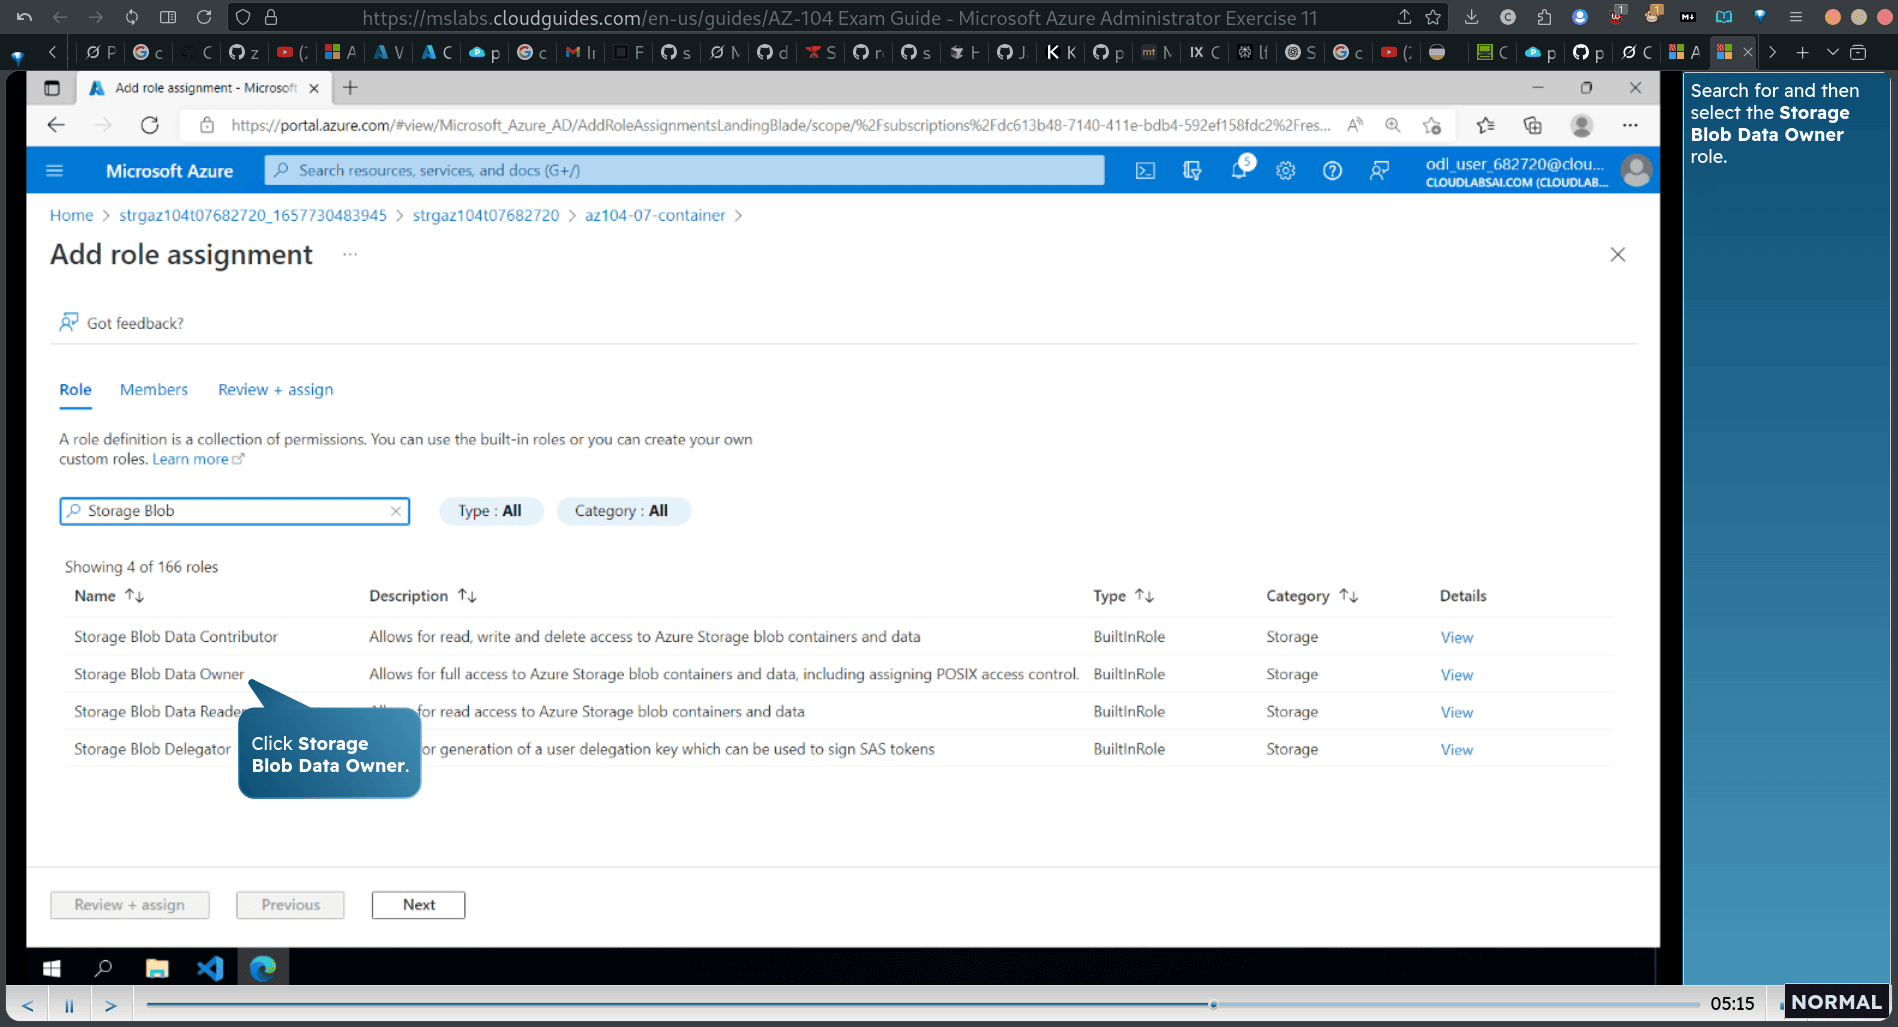 https://mslabs.cloudguides.com/en-us/guides/AZ-104 Exam Guide - Microsoft Azure Administrator Exercise 11
Add role assignment - Microsoft
https://portal.azure.com/#view/Microsoft_Azure_AD/AddRoleAssignmentsLandingBlade/scope/%2Fsubscriptions%2Fdc613b48-7140-411e-bdb4-592ef158fdc2%2Fres...
Microsoft Azure
Search resources, services, and docs (G+/)
5
odl_user_682720@clou...
CLOUDLABSAI.COM (CLOUDLAB...
Home > strgaz104t07682720_1657730483945 > strgaz104t07682720 > az104-07-container >
Add role assignment ...
Got feedback?
Role Members Review + assign
A role definition is a collection of permissions. You can use the built-in roles or you can create your own
custom roles. Learn more
Storage Blob
Type : All
Category : All
Showing 4 of 166 roles
Name Description Type Category Details
Storage Blob Data Contributor Allows for read, write and delete access to Azure Storage blob containers and data BuiltInRole Storage View
Storage Blob Data Owner Allows for full access to Azure Storage blob containers and data, including assigning POSIX access control. BuiltInRole Storage View
Storage Blob Data Reader for read access to Azure Storage blob containers and data BuiltInRole Storage View
Storage Blob Delegator or generation of a user delegation key which can be used to sign SAS tokens BuiltInRole Storage View
Click Storage
Blob Data Owner.
Review + assign Previous Next
Search for and then
select the Storage
Blob Data Owner
role.
05:15
NORMAL